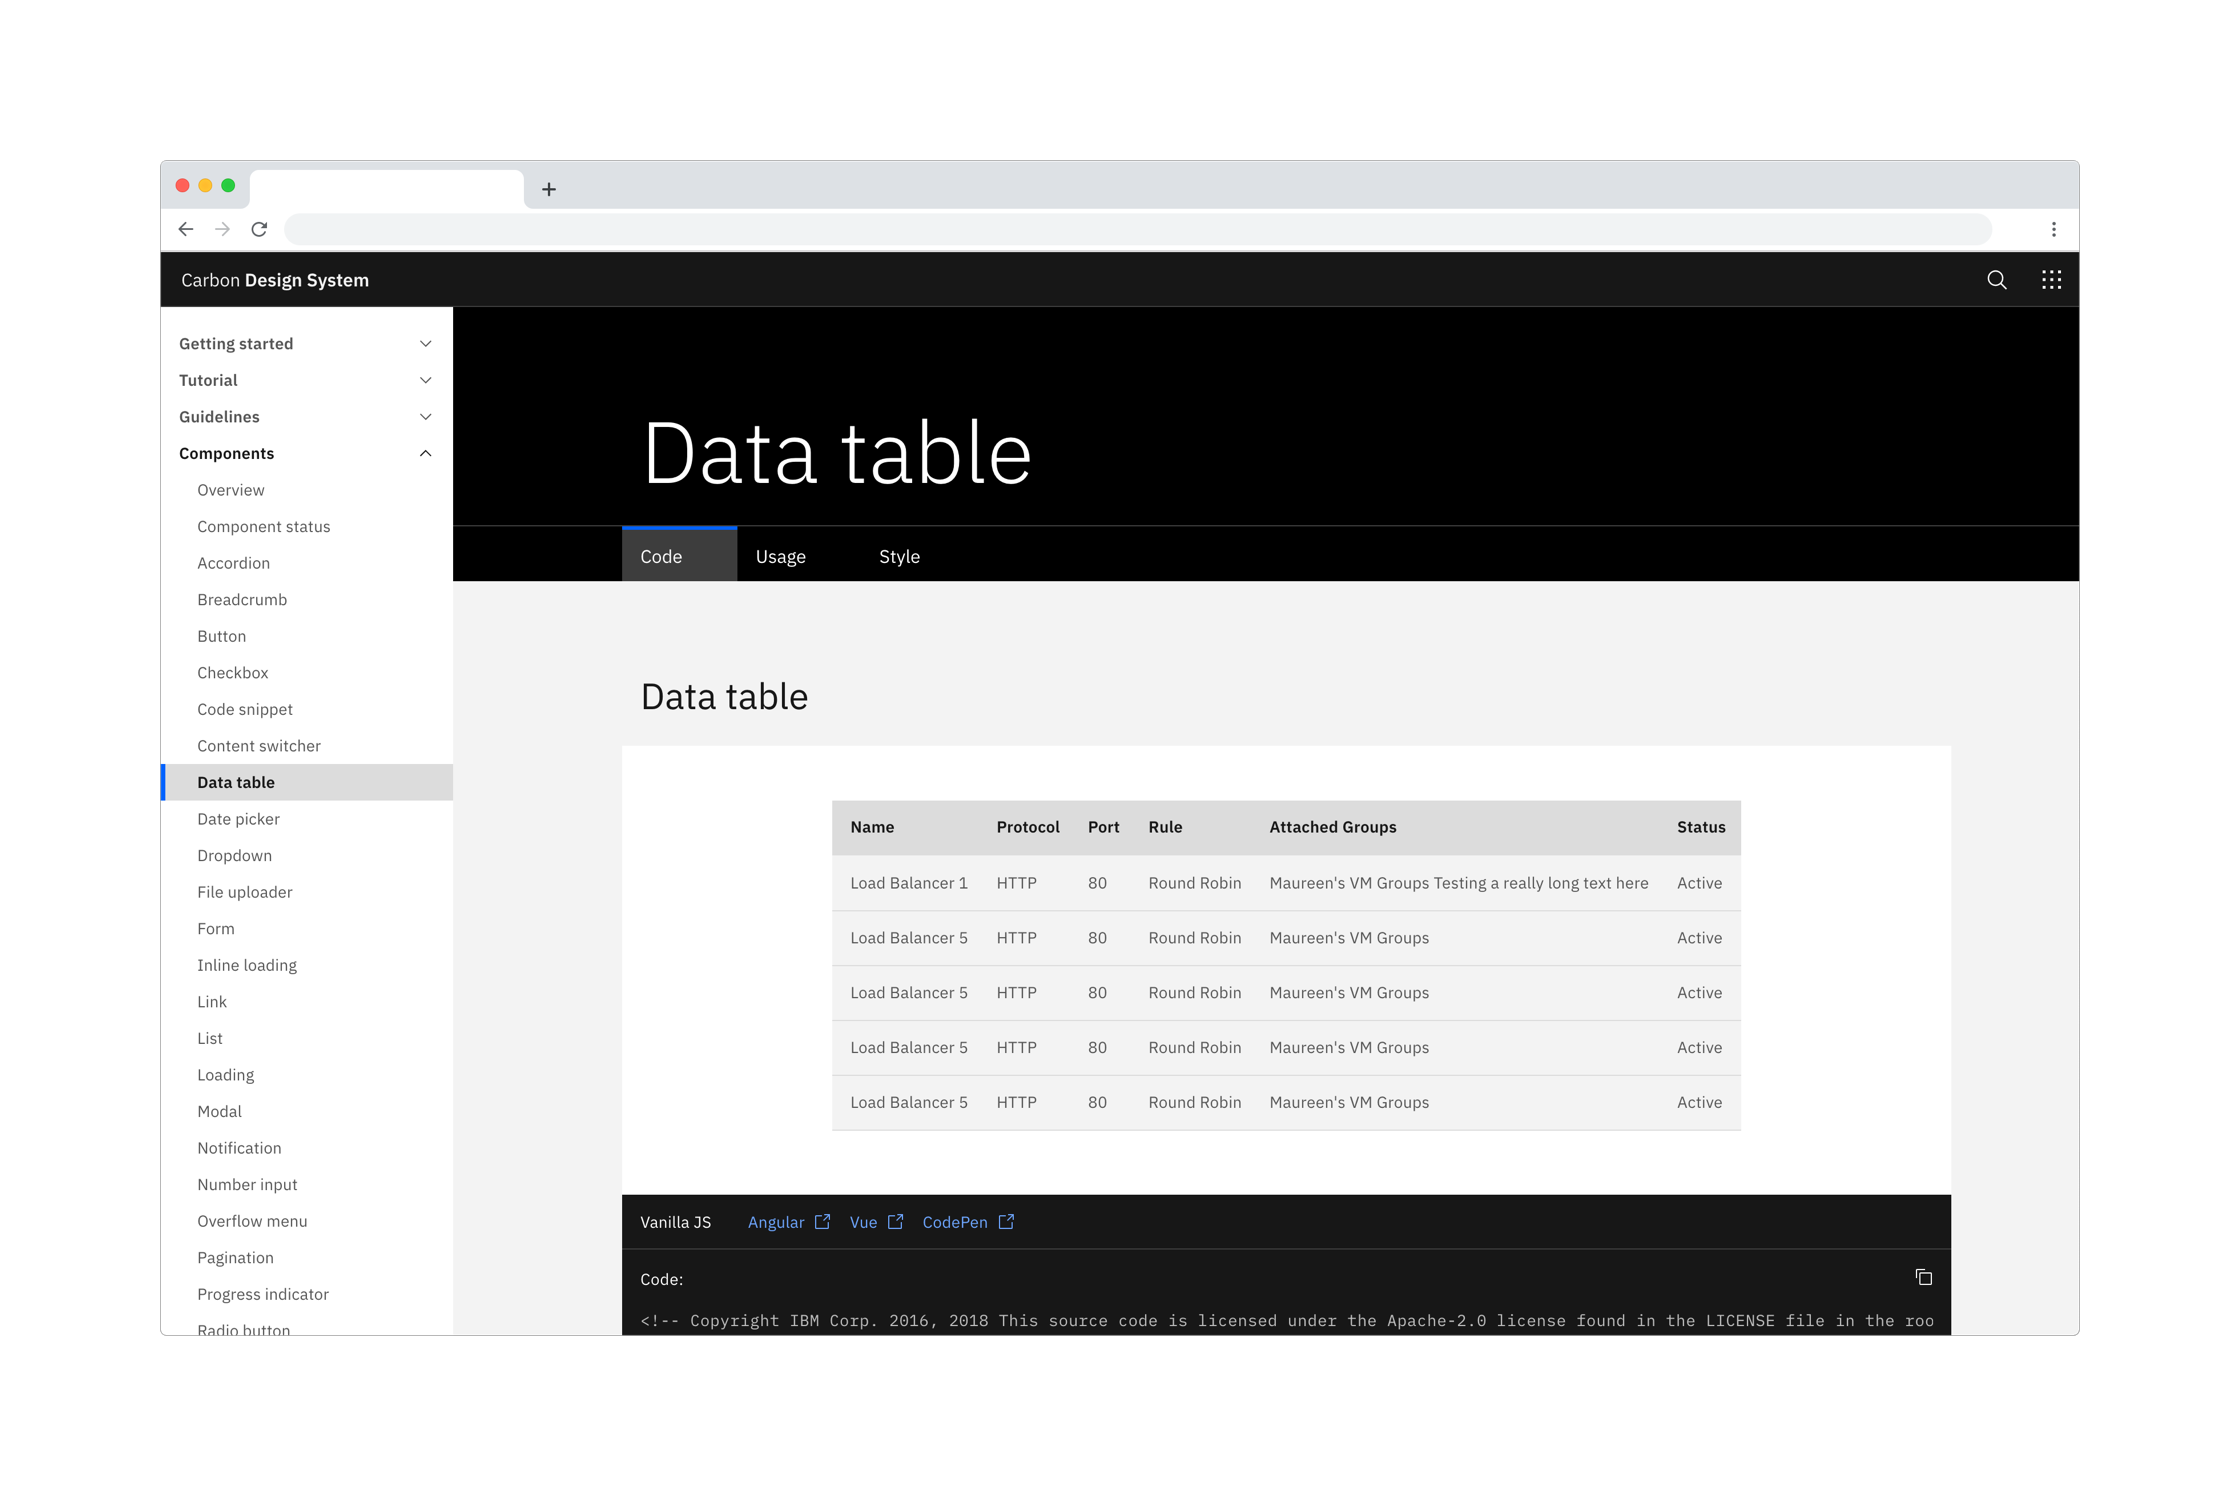 Carbon Design System
Getting started
Tutorial
Guidelines
Components
Overview
Component status
Accordion
Breadcrumb
Button
Checkbox
Code snippet
Content switcher
Data table
Date picker
Dropdown
File uploader
Form
Inline loading
Link
List
Loading
Modal
Notification
Number input
Overflow menu
Pagination
Progress indicator
Radio button
Data table
Code Usage Style
Data table
Name Protocol Port Rule Attached Groups Status
Load Balancer 1 HTTP 80 Round Robin Maureen's VM Groups Testing a really long text here Active
Load Balancer 5 HTTP 80 Round Robin Maureen's VM Groups Active
Load Balancer 5 HTTP 80 Round Robin Maureen's VM Groups Active
Load Balancer 5 HTTP 80 Round Robin Maureen's VM Groups Active
Load Balancer 5 HTTP 80 Round Robin Maureen's VM Groups Active
Vanilla JS Angular Vue CodePen
Code:
<!-- Copyright IBM Corp. 2016, 2018 This source code is licensed under the Apache-2.0 license found in the LICENSE file in the roo